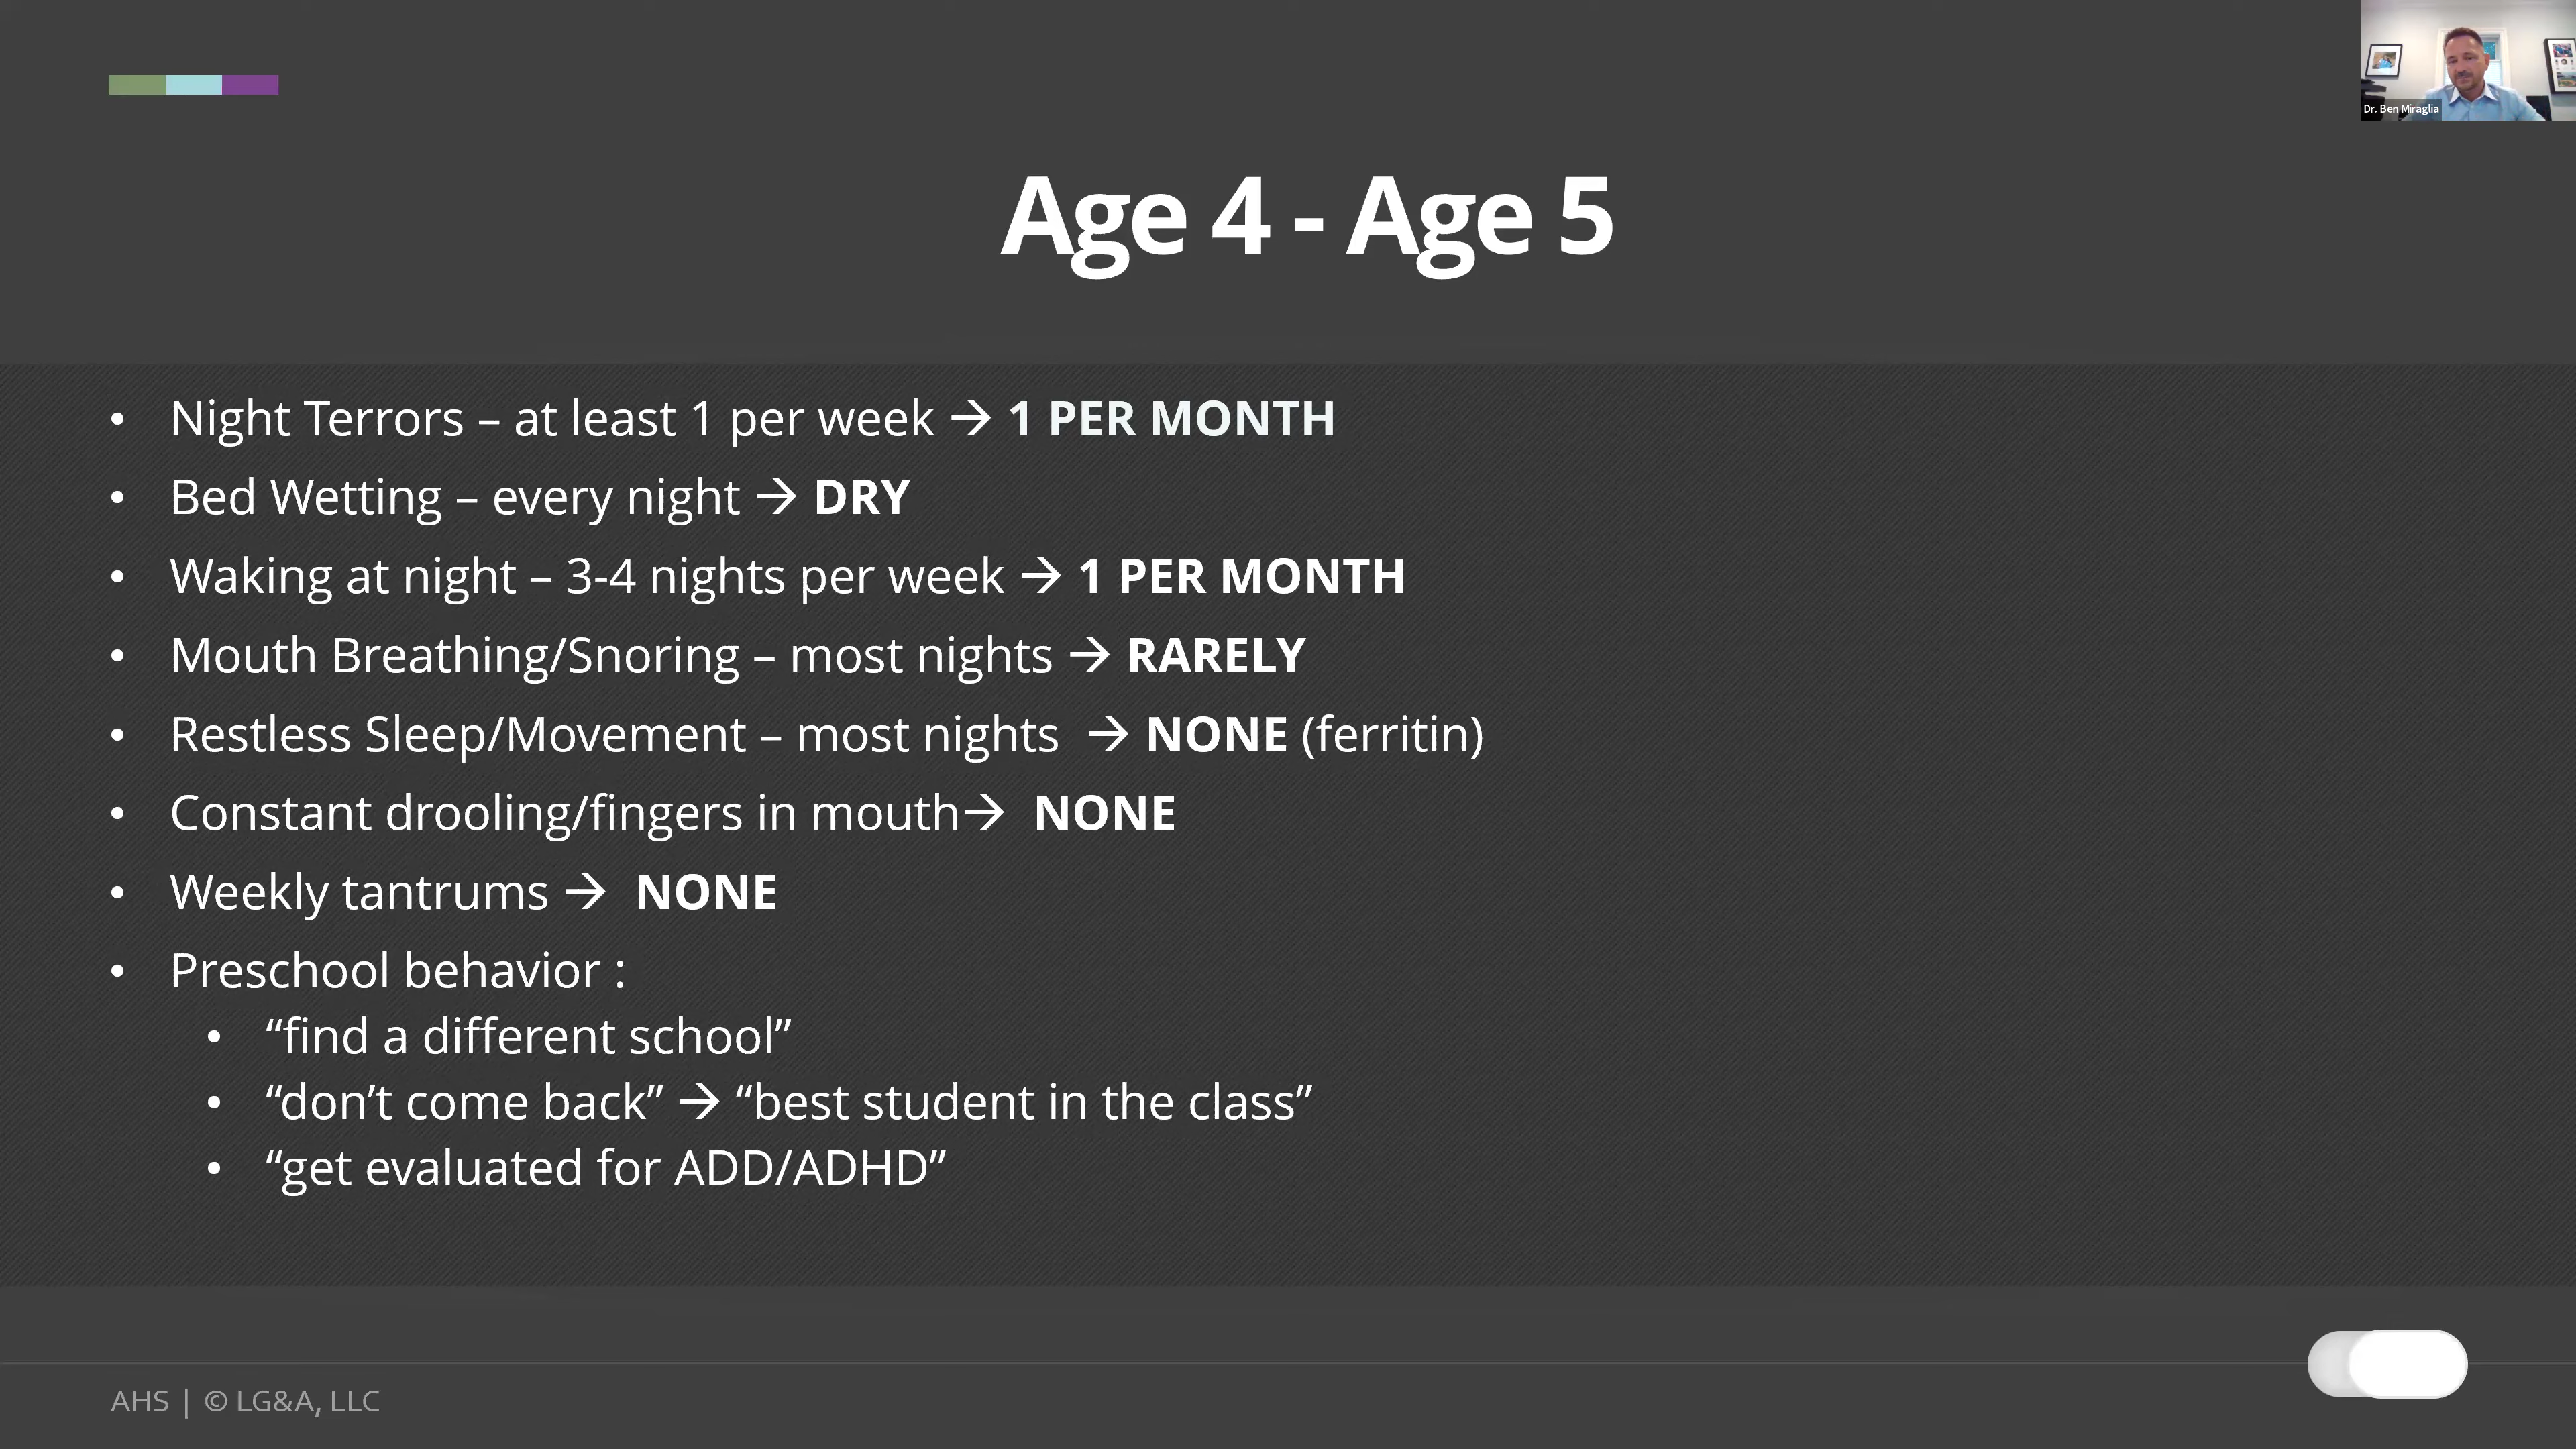 Dr. Ben Miraglia
Age 4 - Age 5
• Night Terrors – at least 1 per week → 1 PER MONTH
• Bed Wetting – every night → DRY
• Waking at night – 3-4 nights per week → 1 PER MONTH
• Mouth Breathing/Snoring – most nights → RARELY
• Restless Sleep/Movement – most nights → NONE (ferritin)
• Constant drooling/fingers in mouth→ NONE
• Weekly tantrums → NONE
• Preschool behavior :
• “find a different school”
• “don’t come back” → “best student in the class”
• “get evaluated for ADD/ADHD”
AHS | © LG&A, LLC